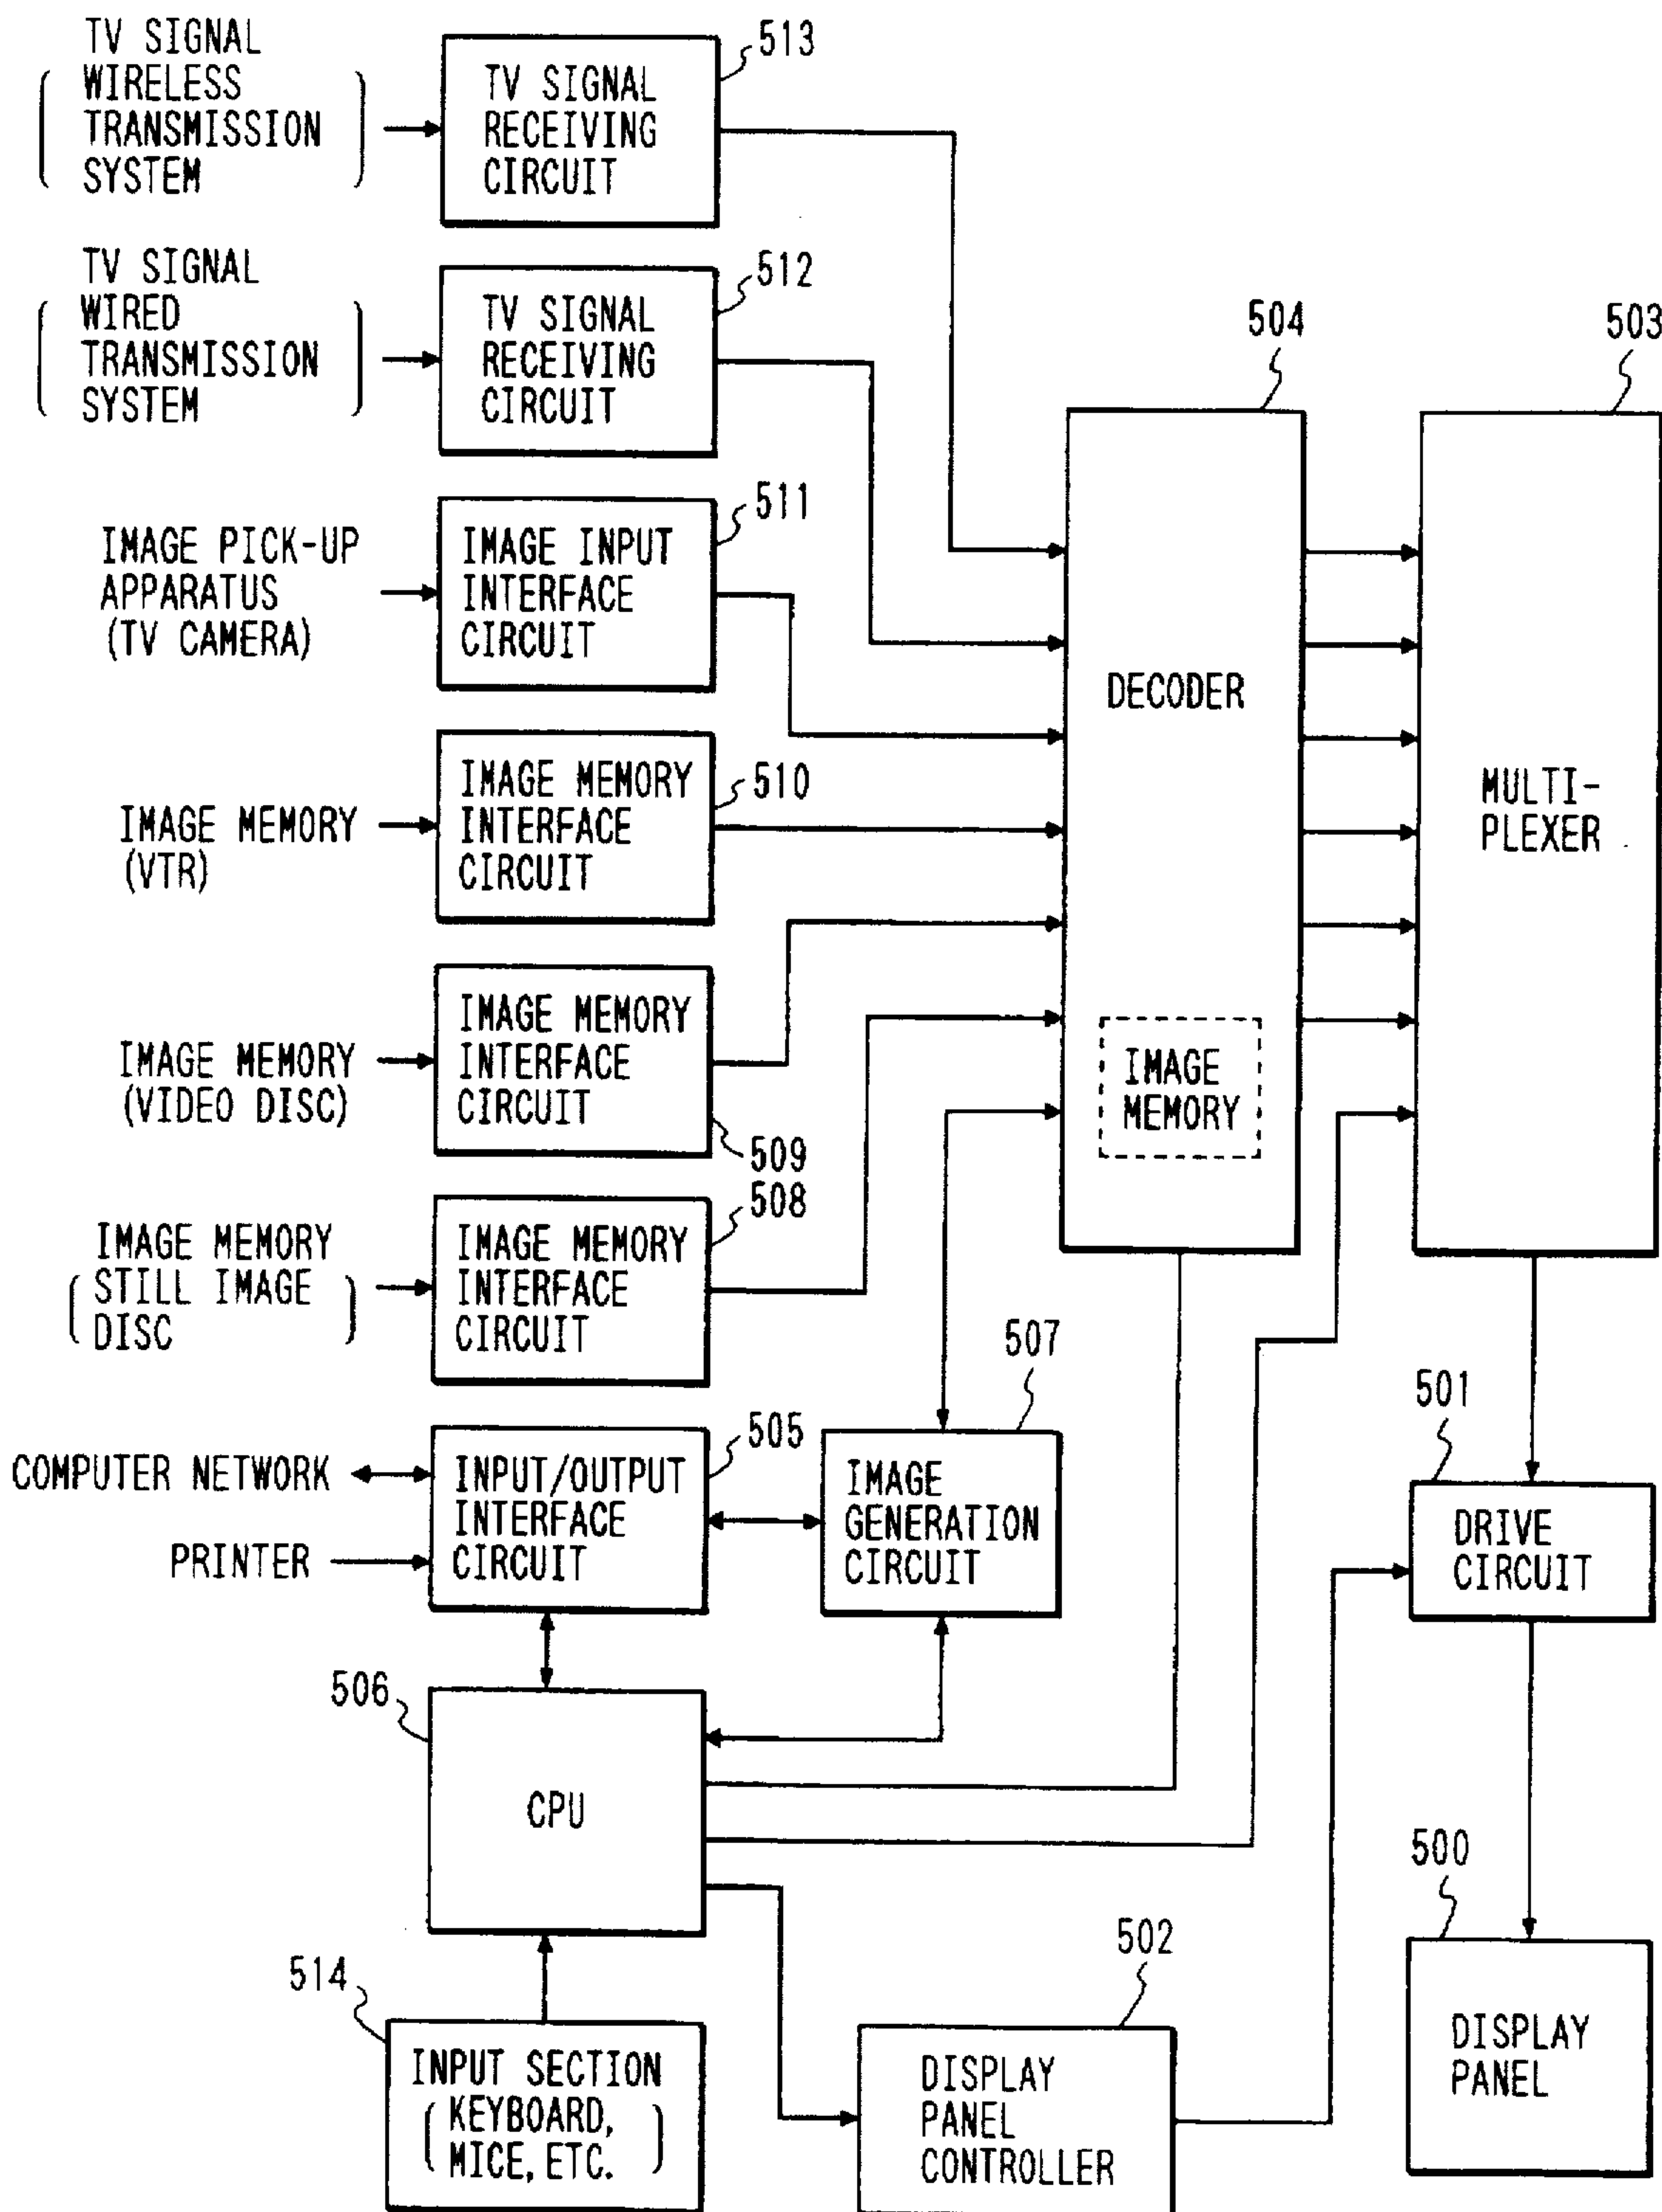 TV SIGNAL
WIRELESS
TRANSMISSION
SYSTEM
TV SIGNAL
RECEIVING
CIRCUIT
513
TV SIGNAL
WIRED
TRANSMISSION
SYSTEM
TV SIGNAL
RECEIVING
CIRCUIT
512
504
503
IMAGE PICK-UP
APPARATUS
(TV CAMERA)
IMAGE INPUT
INTERFACE
CIRCUIT
511
DECODER
MULTI-
PLEXER
IMAGE MEMORY
(VTR)
IMAGE MEMORY
INTERFACE
CIRCUIT
510
IMAGE MEMORY
(VIDEO DISC)
IMAGE MEMORY
INTERFACE
CIRCUIT
509
IMAGE
MEMORY
IMAGE MEMORY
STILL IMAGE
DISC
IMAGE MEMORY
INTERFACE
CIRCUIT
508
507
501
COMPUTER NETWORK
PRINTER
INPUT/OUTPUT
INTERFACE
CIRCUIT
505
IMAGE
GENERATION
CIRCUIT
DRIVE
CIRCUIT
506
CPU
500
514
INPUT SECTION
KEYBOARD,
MICE, ETC.
502
DISPLAY
PANEL
CONTROLLER
DISPLAY
PANEL